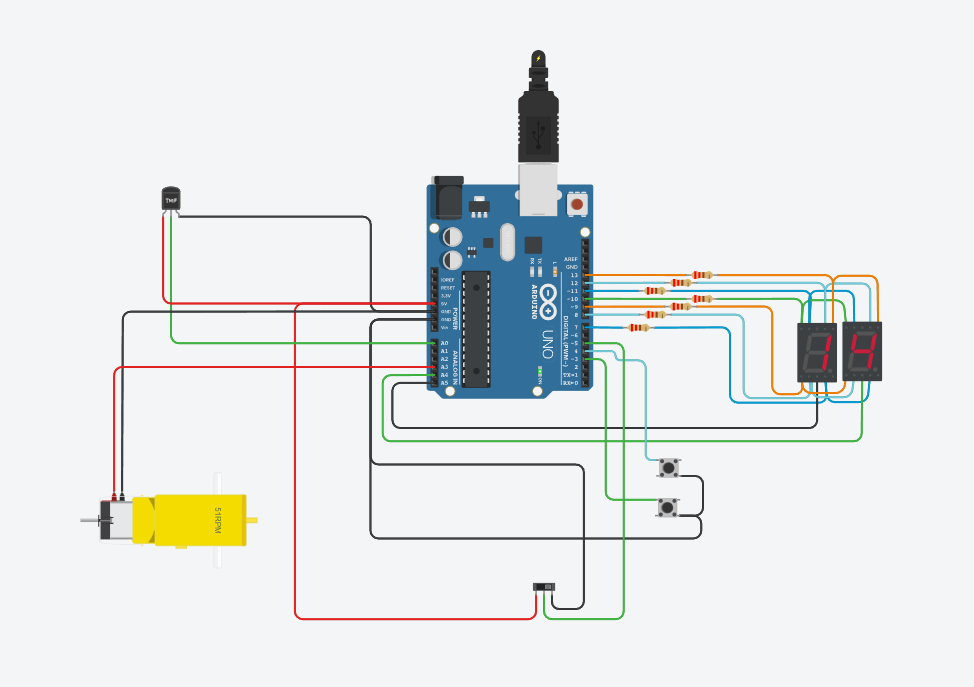 TMP
AREF
GND
13
12
~11
~10
~9
8
7
~6
~5
4
~3
2
TX→1
RX←0
DIGITAL (PWM~)
IOREF
RESET
3.3V
5V
GND
GND
Vin
POWER
A0
A1
A2
A3
A4
A5
ANALOG IN
TX
RX
L
ARDUINO
UNO
ON
19
51RPM